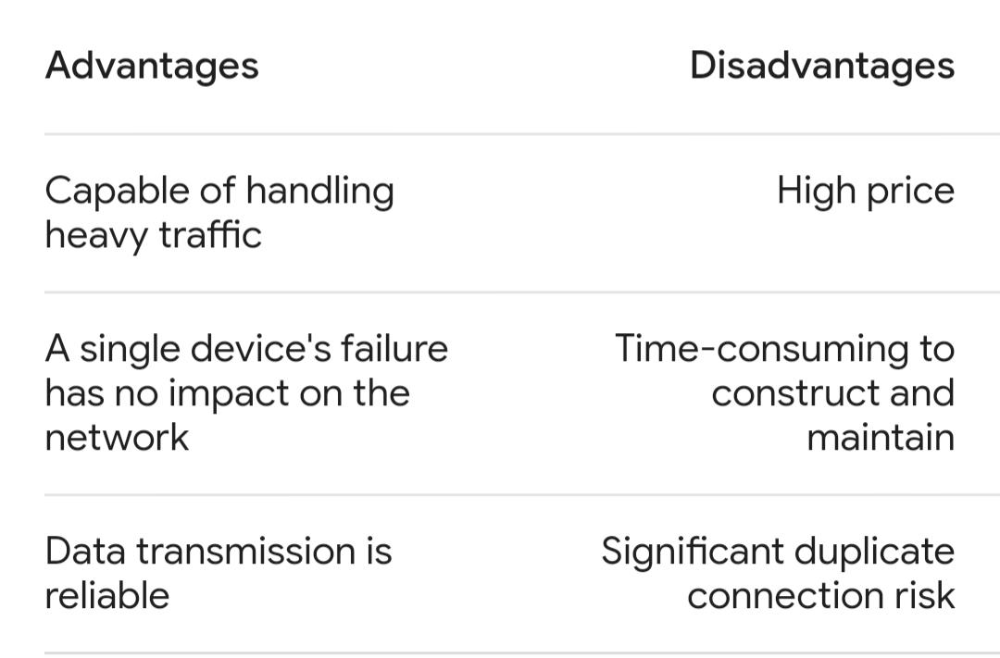 Advantages
Disadvantages
Capable of handling
heavy traffic
High price
A single device's failure
has no impact on the
network
Time-consuming to
construct and
maintain
Data transmission is
reliable
Significant duplicate
connection risk